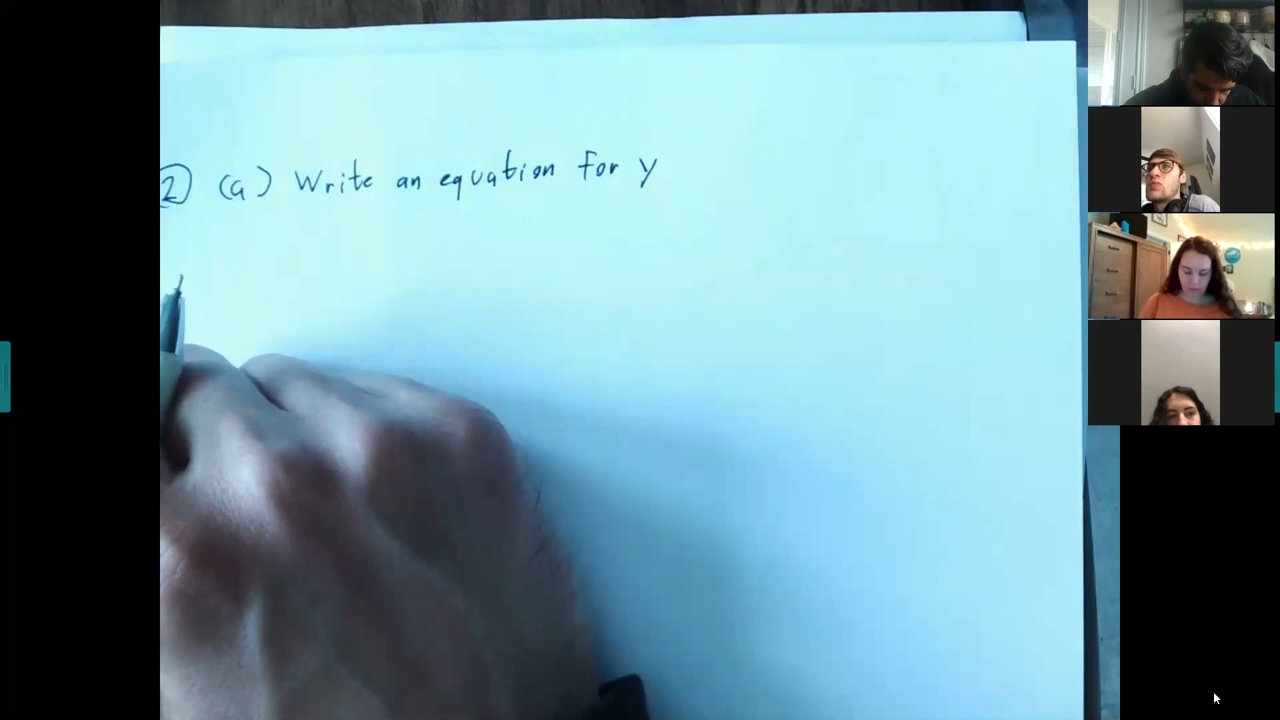 ② (a) Write an equation for y